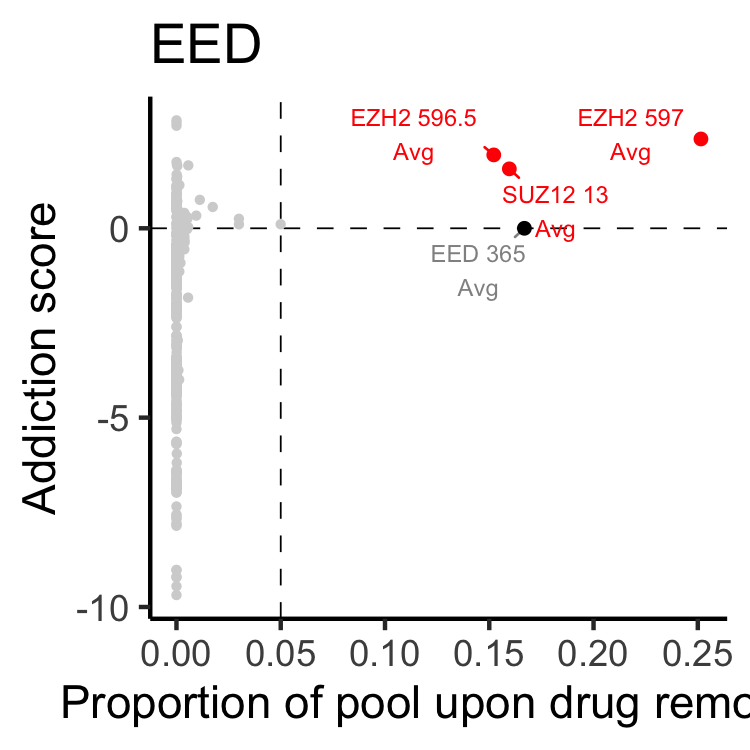 EED
EZH2 596.5
Avg
EZH2 597
Avg
SUZ12 13
Avg
EED 365
Avg
Addiction score
0
-5
-10
0.00 0.05 0.10 0.15 0.20 0.25
Proportion of pool upon drug remo